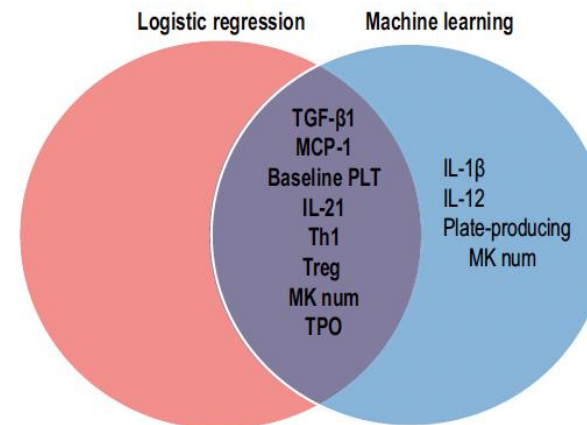 Logistic regression
Machine learning
TGF-β1
MCP-1
Baseline PLT
IL-21
Th1
Treg
MK num
TPO
IL-1β
IL-12
Plate-producing
MK num